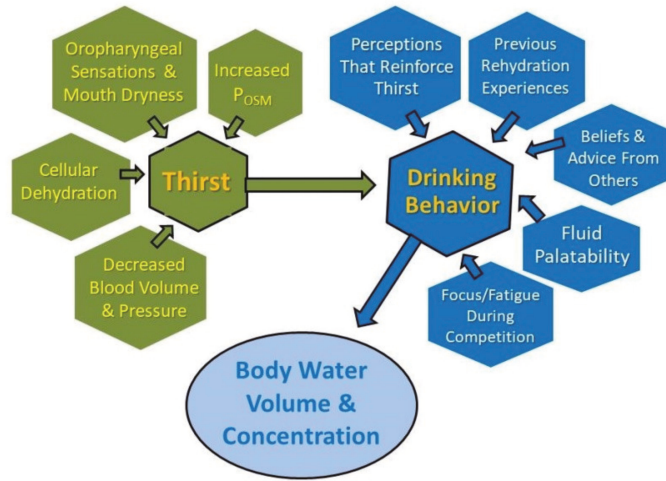 Oropharyngeal
Sensations &
Mouth Dryness
Increased
POSM
Cellular
Dehydration
Thirst
Decreased
Blood Volume
& Pressure
Perceptions
That Reinforce
Thirst
Previous
Rehydration
Experiences
Beliefs &
Advice From
Others
Drinking
Behavior
Fluid
Palatability
Focus/Fatigue
During
Competition
Body Water
Volume &
Concentration